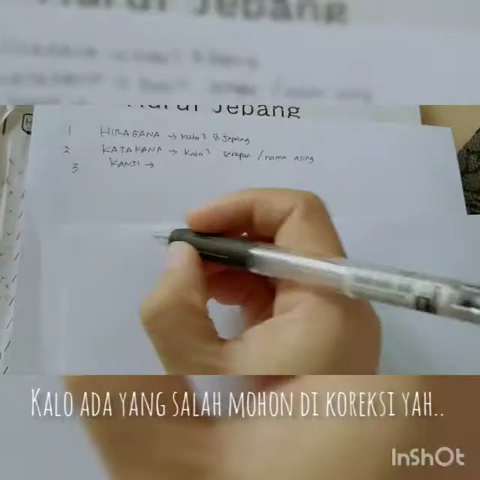 Huruf Jepang
1 HIRAGANA → kata² B. Jepang
2 KATAKANA → kata² serapan / nama asing
3 KANJI →
KALO ADA YANG SALAH MOHON DI KOREKSI YAH..
InShOt